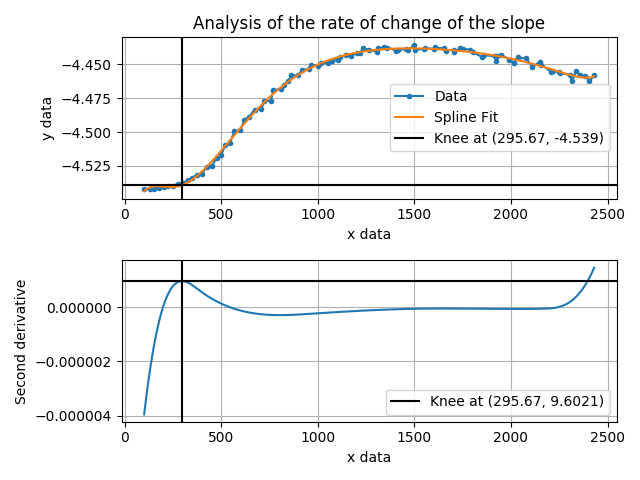 Analysis of the rate of change of the slope
−4.450
−4.475
−4.500
−4.525
y data
Data
Spline Fit
Knee at (295.67, -4.539)
0 500 1000 1500 2000 2500
x data
0.000000
−0.000002
−0.000004
Second derivative
Knee at (295.67, 9.6021)
0 500 1000 1500 2000 2500
x data